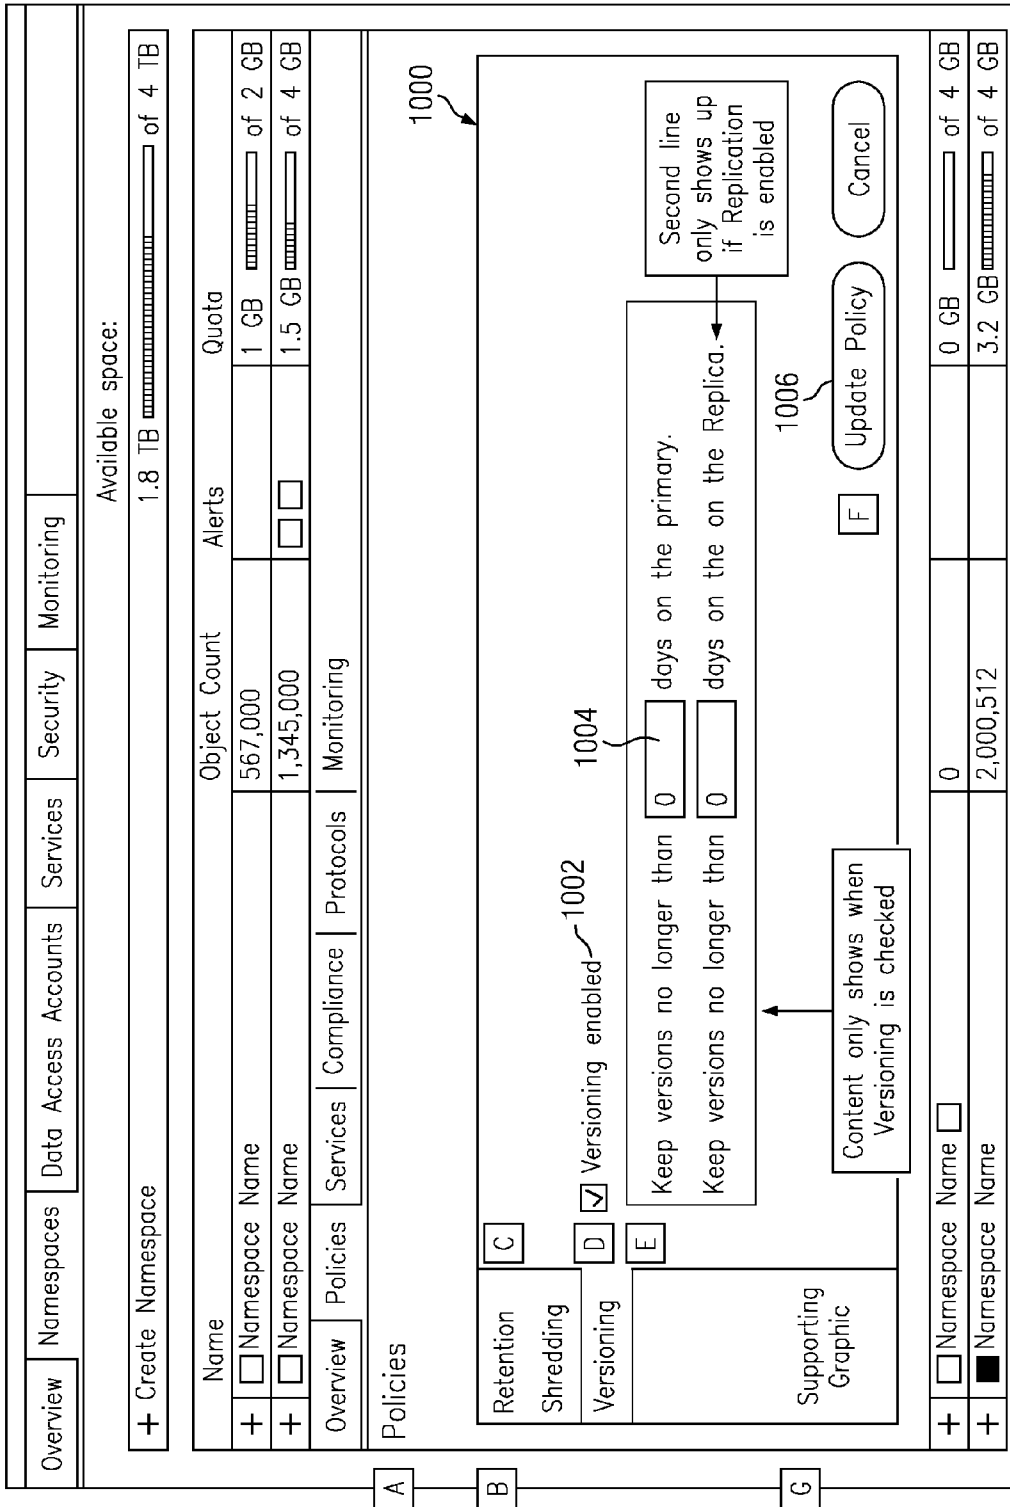 Overview Namespaces Data Access Accounts Services Security Monitoring
Available space:
+ Create Namespace 1.8 TB of 4 TB
Name Object Count Alerts Quota
+ Namespace Name 567,000 1 GB of 2 GB
+ Namespace Name 1,345,000 1.5 GB of 4 GB
Overview Policies Services Compliance Protocols Monitoring
A
Policies
1000
B
Retention
C
Shredding
Versioning
D
Versioning enabled 1002
E
1004
Keep versions no longer than 0 days on the primary.
Keep versions no longer than 0 days on the on the Replica.
Second line
only shows up
if Replication
is enabled
1006
Supporting
Graphic
G
Content only shows when
Versioning is checked
F
Update Policy
Cancel
+ Namespace Name 0 0 GB of 4 GB
+ Namespace Name 2,000,512 3.2 GB of 4 GB